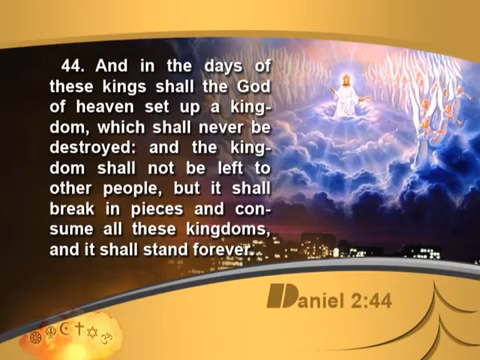 44. And in the days of
these kings shall the God
of heaven set up a king-
dom, which shall never be
destroyed: and the king-
dom shall not be left to
other people, but it shall
break in pieces and con-
sume all these kingdoms,
and it shall stand forever.
Daniel 2:44